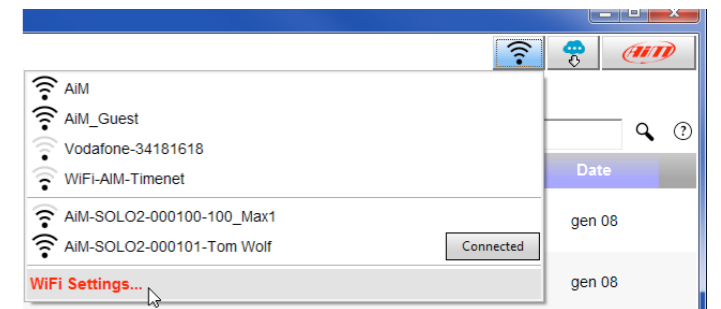 AiM
AiM
AiM_Guest
Vodafone-34181618
WiFi-AIM-Timenet
?
Date
AiM-SOLO2-000100-100_Max1
gen 08
AiM-SOLO2-000101-Tom Wolf
Connected
WiFi Settings...
gen 08